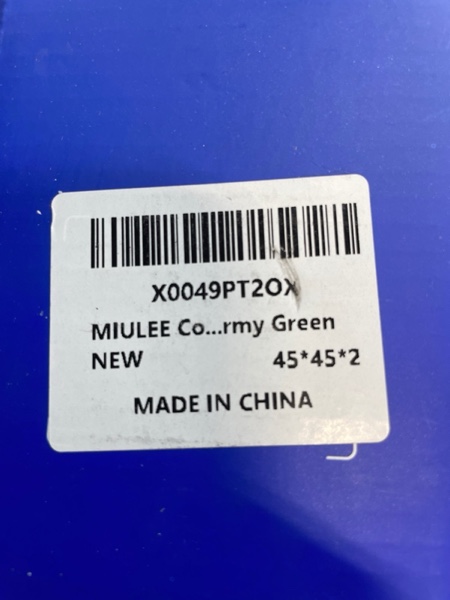 X0049PT2OX
MIULEE Co...rmy Green
NEW 45*45*2
MADE IN CHINA